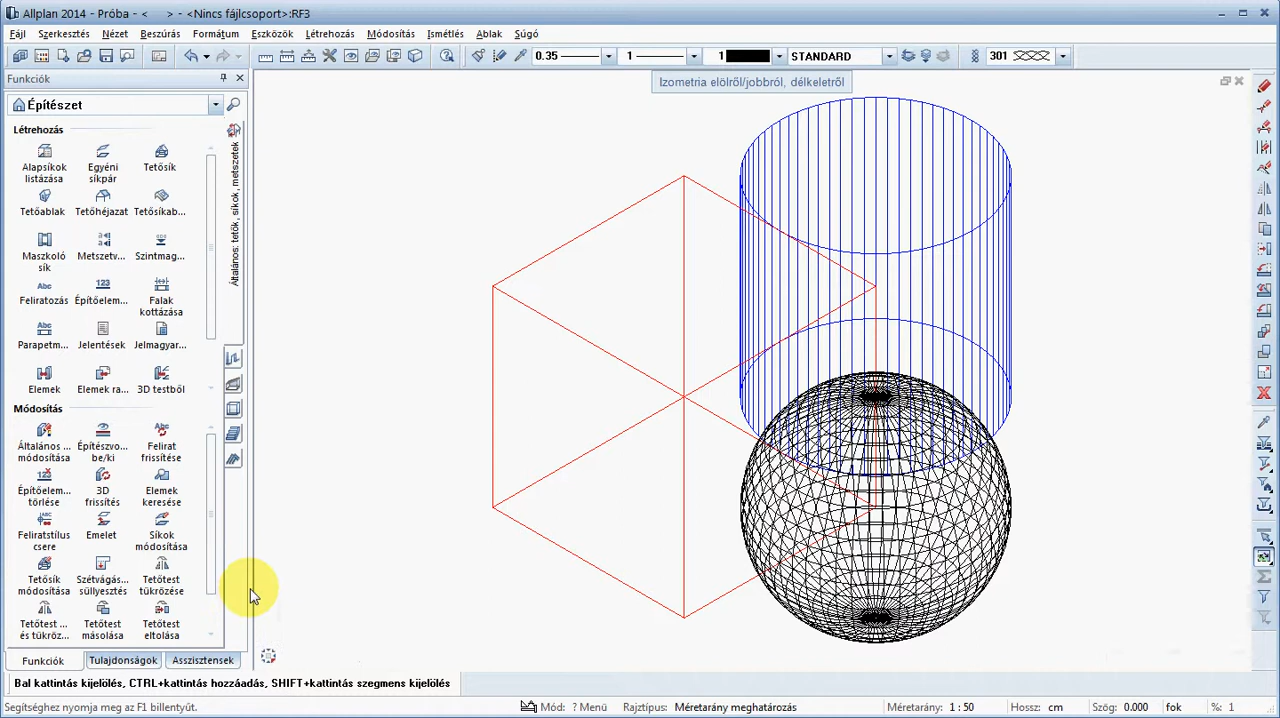 Allplan 2014 - Próba - < > - <Nincs fájlcsoport>:RF3
Fájl Szerkesztés Nézet Beszúrás Formátum Eszközök Létrehozás Módosítás Ismétlés Ablak Súgó
0.35 1 1 STANDARD 301
Funkciók
Izometria elölről/jobbról, délkeletről
Építészet
Létrehozás
Általános: tetők, síkok, metszetek
Alapsíkok listázása
Egyéni síkpár
Tetősík
Tetőablak
Tetőhéjazat
Tetősíkab...
Maszkoló sík
Metszetv...
Szintmag...
Feliratozás
Építőelem...
Falak kottázása
Parapetm...
Jelentések
Jelmagyar...
Elemek
Elemek ra...
3D testből
Módosítás
Általános ... módosítása
Építészvo... be/ki
Felirat frissítése
Építőelem... törlése
3D frissítés
Elemek keresése
Feliratstílus csere
Emelet
Síkok módosítása
Tetősík módosítása
Szétvágás... süllyesztés
Tetőtest tükrözése
Tetőtest ... és tükröz...
Tetőtest másolása
Tetőtest eltolása
Funkciók Tulajdonságok Asszisztensek
Bal kattintás kijelölés, CTRL+kattintás hozzáadás, SHIFT+kattintás szegmens kijelölés
Segítséghez nyomja meg az F1 billentyűt. Mód: ? Menü Rajztípus: Méretarány meghatározás Méretarány: 1 : 50 Hossz: cm Szög: 0.000 fok %: 1